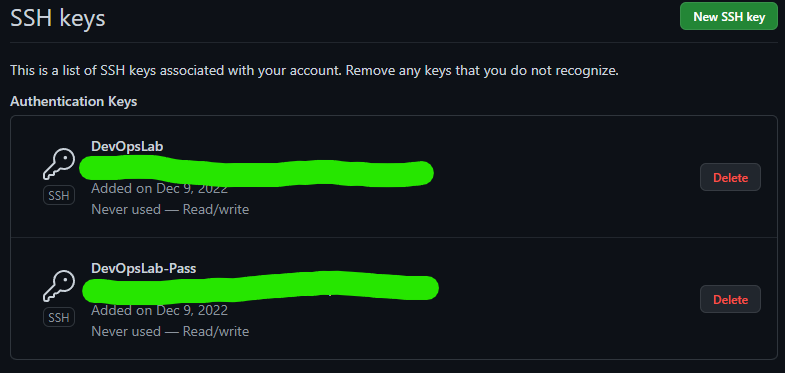 SSH keys
New SSH key
This is a list of SSH keys associated with your account. Remove any keys that you do not recognize.
Authentication Keys
DevOpsLab
SSH
Added on Dec 9, 2022
Never used — Read/write
Delete
DevOpsLab-Pass
SSH
Added on Dec 9, 2022
Never used — Read/write
Delete